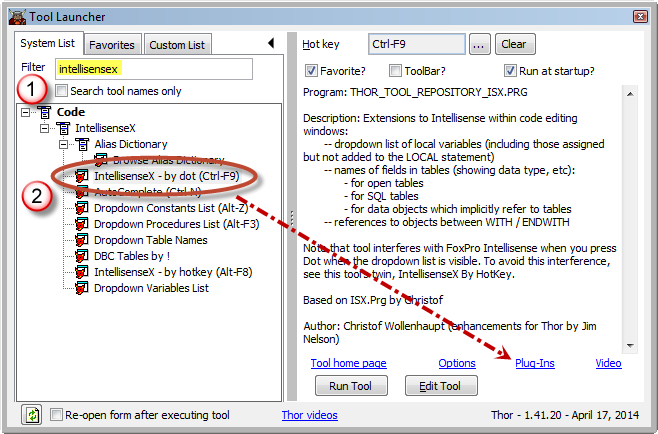 Tool Launcher
System List
Favorites
Custom List
Filter
intellisensex
1
Search tool names only
Code
IntellisenseX
Alias Dictionary
Browse Alias Dictionary
2
IntellisenseX - by dot (Ctrl-F9)
AutoComplete (Ctrl-N)
Dropdown Constants List (Alt-Z)
Dropdown Procedures List (Alt-F3)
Dropdown Table Names
DBC Tables by !
IntellisenseX - by hotkey (Alt-F8)
Dropdown Variables List
Hot key
Ctrl-F9
...
Clear
Favorite?
ToolBar?
Run at startup?
Program: THOR_TOOL_REPOSITORY_ISX.PRG
Description: Extensions to Intellisense within code editing
windows:
-- dropdown list of local variables (including those assigned
but not added to the LOCAL statement)
-- names of fields in tables (showing data type, etc):
- for open tables
- for SQL tables
- for data objects which implicitly refer to tables
-- references to objects between WITH / ENDWITH
Note that tool interferes with FoxPro Intellisense when you press
Dot when the dropdown list is visible. To avoid this interference,
see this tool's twin, IntellisenseX By HotKey.
Based on ISX.Prg by Christof
Author: Christof Wollenhaupt (enhancements for Thor by Jim
Nelson)
Tool home page
Options
Plug-Ins
Video
Run Tool
Edit Tool
Re-open form after executing tool
Thor videos
Thor - 1.41.20 - April 17, 2014